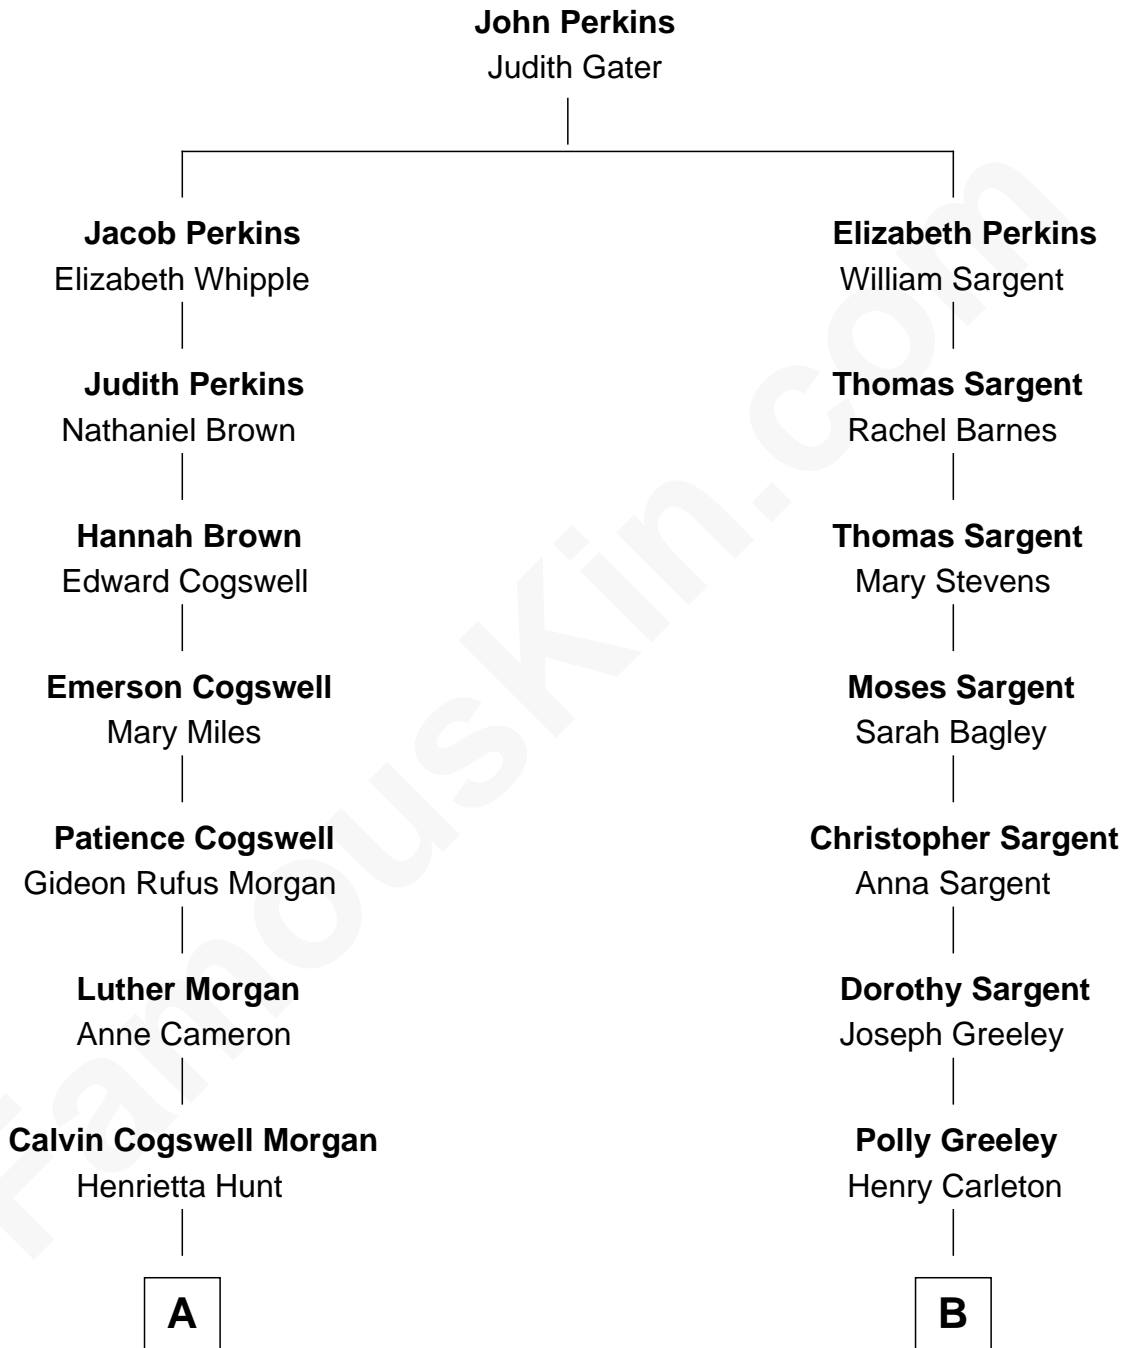 John Perkins
Judith Gater
Jacob Perkins
Elizabeth Whipple
Elizabeth Perkins
William Sargent
Judith Perkins
Nathaniel Brown
Thomas Sargent
Rachel Barnes
Hannah Brown
Edward Cogswell
Thomas Sargent
Mary Stevens
Emerson Cogswell
Mary Miles
Moses Sargent
Sarah Bagley
Patience Cogswell
Gideon Rufus Morgan
Christopher Sargent
Anna Sargent
Luther Morgan
Anne Cameron
Dorothy Sargent
Joseph Greeley
Calvin Cogswell Morgan
Henrietta Hunt
Polly Greeley
Henry Carleton
A
B
FamousKin.com